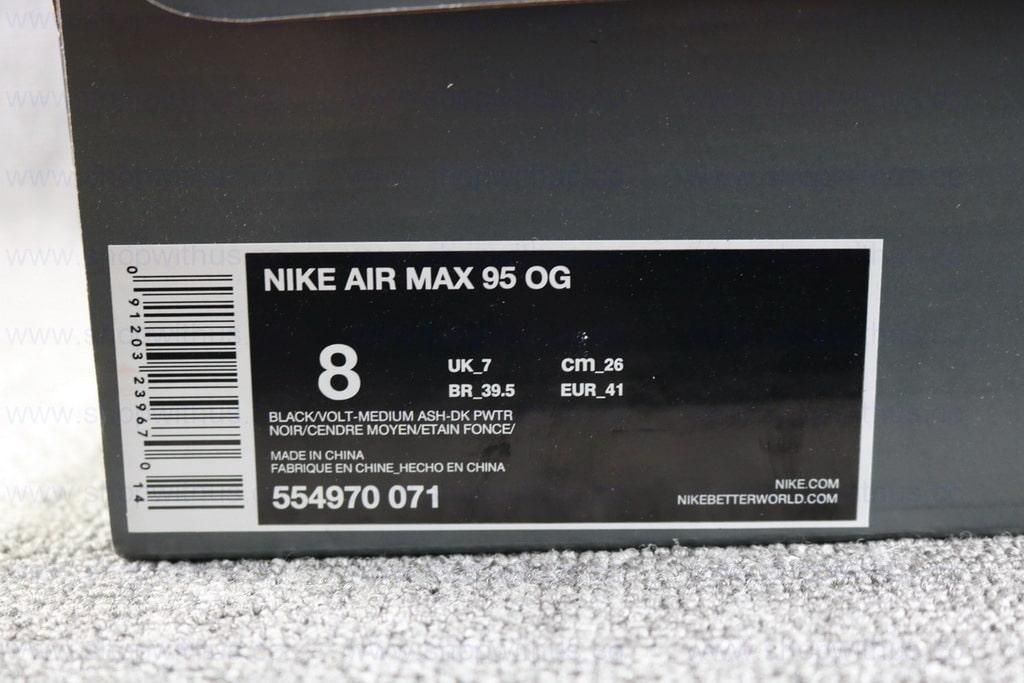 NIKE AIR MAX 95 OG
8
UK_7 cm_26
BR_39.5 EUR_41
BLACK/VOLT-MEDIUM ASH-DK PWTR
NOIR/CENDRE MOYEN/ETAIN FONCE/
MADE IN CHINA
FABRIQUE EN CHINE_HECHO EN CHINA
554970 071
NIKE.COM
NIKEBETTERWORLD.COM
0 91203 23967 0 14